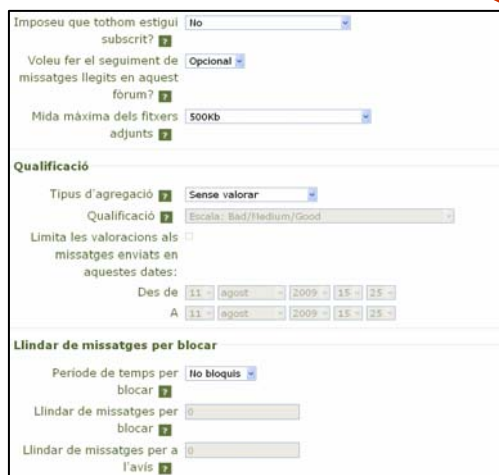 Imposeu que tothom estigui No
subscrit? ?
Voleu fer el seguiment de Opcional
missatges llegits en aquest
fòrum? ?
Mida màxima dels fitxers 500Kb
adjunts ?
Qualificació
Tipus d'agregació ? Sense valorar
Qualificació ? Escala: Bad/Medium/Good
Limita les valoracions als
missatges enviats en
aquestes dates:
Des de 11 agost 2009 15 25
A 11 agost 2009 15 25
Llindar de missatges per blocar
Període de temps per No bloquis
blocar ?
Llindar de missatges per 0
blocar ?
Llindar de missatges per a 0
l'avís ?